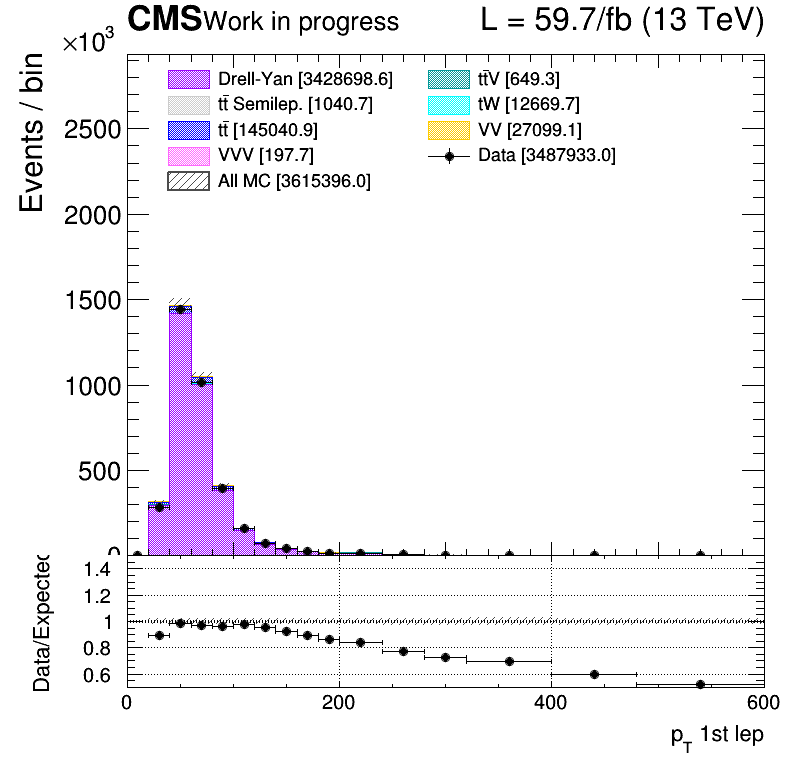 CMS Work in progress L = 59.7/fb (13 TeV)
×10³
Events / bin
Drell-Yan [3428698.6]
tt̄ Semilep. [1040.7]
tt̄ [145040.9]
VVV [197.7]
All MC [3615396.0]
tt̄V [649.3]
tW [12669.7]
VV [27099.1]
Data [3487933.0]
2500
2000
1500
1000
500
0
Data/Expected
1.4
1.2
1
0.8
0.6
0 200 400 600
p_T 1st lep